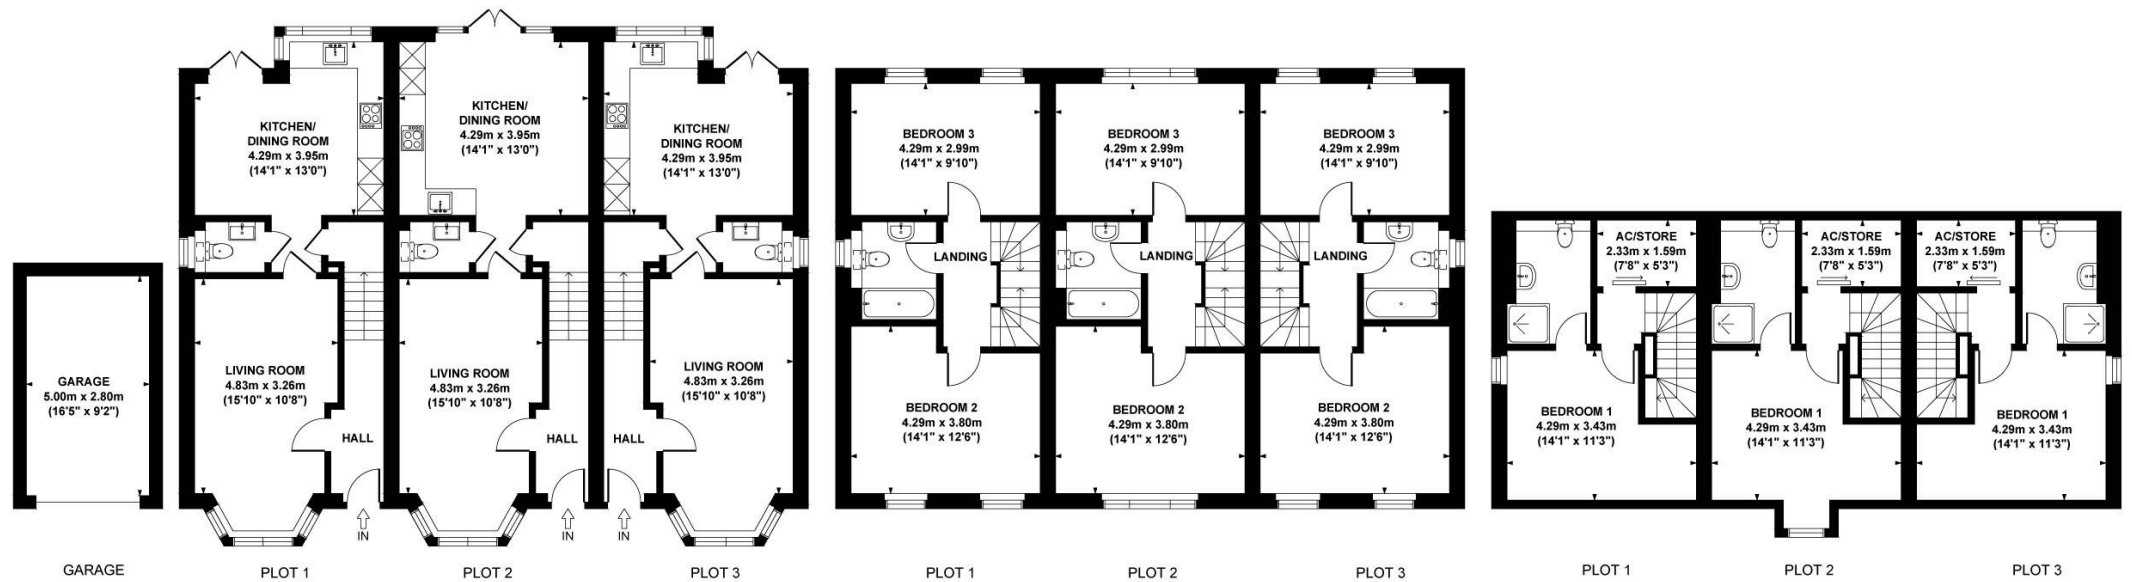 GARAGE
5.00m x 2.80m
(16'5" x 9'2")
GARAGE
KITCHEN/
DINING ROOM
4.29m x 3.95m
(14'1" x 13'0")
LIVING ROOM
4.83m x 3.26m
(15'10" x 10'8")
HALL
IN
PLOT 1
KITCHEN/
DINING ROOM
4.29m x 3.95m
(14'1" x 13'0")
LIVING ROOM
4.83m x 3.26m
(15'10" x 10'8")
HALL
IN
PLOT 2
KITCHEN/
DINING ROOM
4.29m x 3.95m
(14'1" x 13'0")
LIVING ROOM
4.83m x 3.26m
(15'10" x 10'8")
HALL
IN
PLOT 3
BEDROOM 3
4.29m x 2.99m
(14'1" x 9'10")
LANDING
BEDROOM 2
4.29m x 3.80m
(14'1" x 12'6")
PLOT 1
BEDROOM 3
4.29m x 2.99m
(14'1" x 9'10")
LANDING
BEDROOM 2
4.29m x 3.80m
(14'1" x 12'6")
PLOT 2
BEDROOM 3
4.29m x 2.99m
(14'1" x 9'10")
LANDING
BEDROOM 2
4.29m x 3.80m
(14'1" x 12'6")
PLOT 3
AC/STORE
2.33m x 1.59m
(7'8" x 5'3")
BEDROOM 1
4.29m x 3.43m
(14'1" x 11'3")
PLOT 1
AC/STORE
2.33m x 1.59m
(7'8" x 5'3")
BEDROOM 1
4.29m x 3.43m
(14'1" x 11'3")
PLOT 2
AC/STORE
2.33m x 1.59m
(7'8" x 5'3")
BEDROOM 1
4.29m x 3.43m
(14'1" x 11'3")
PLOT 3